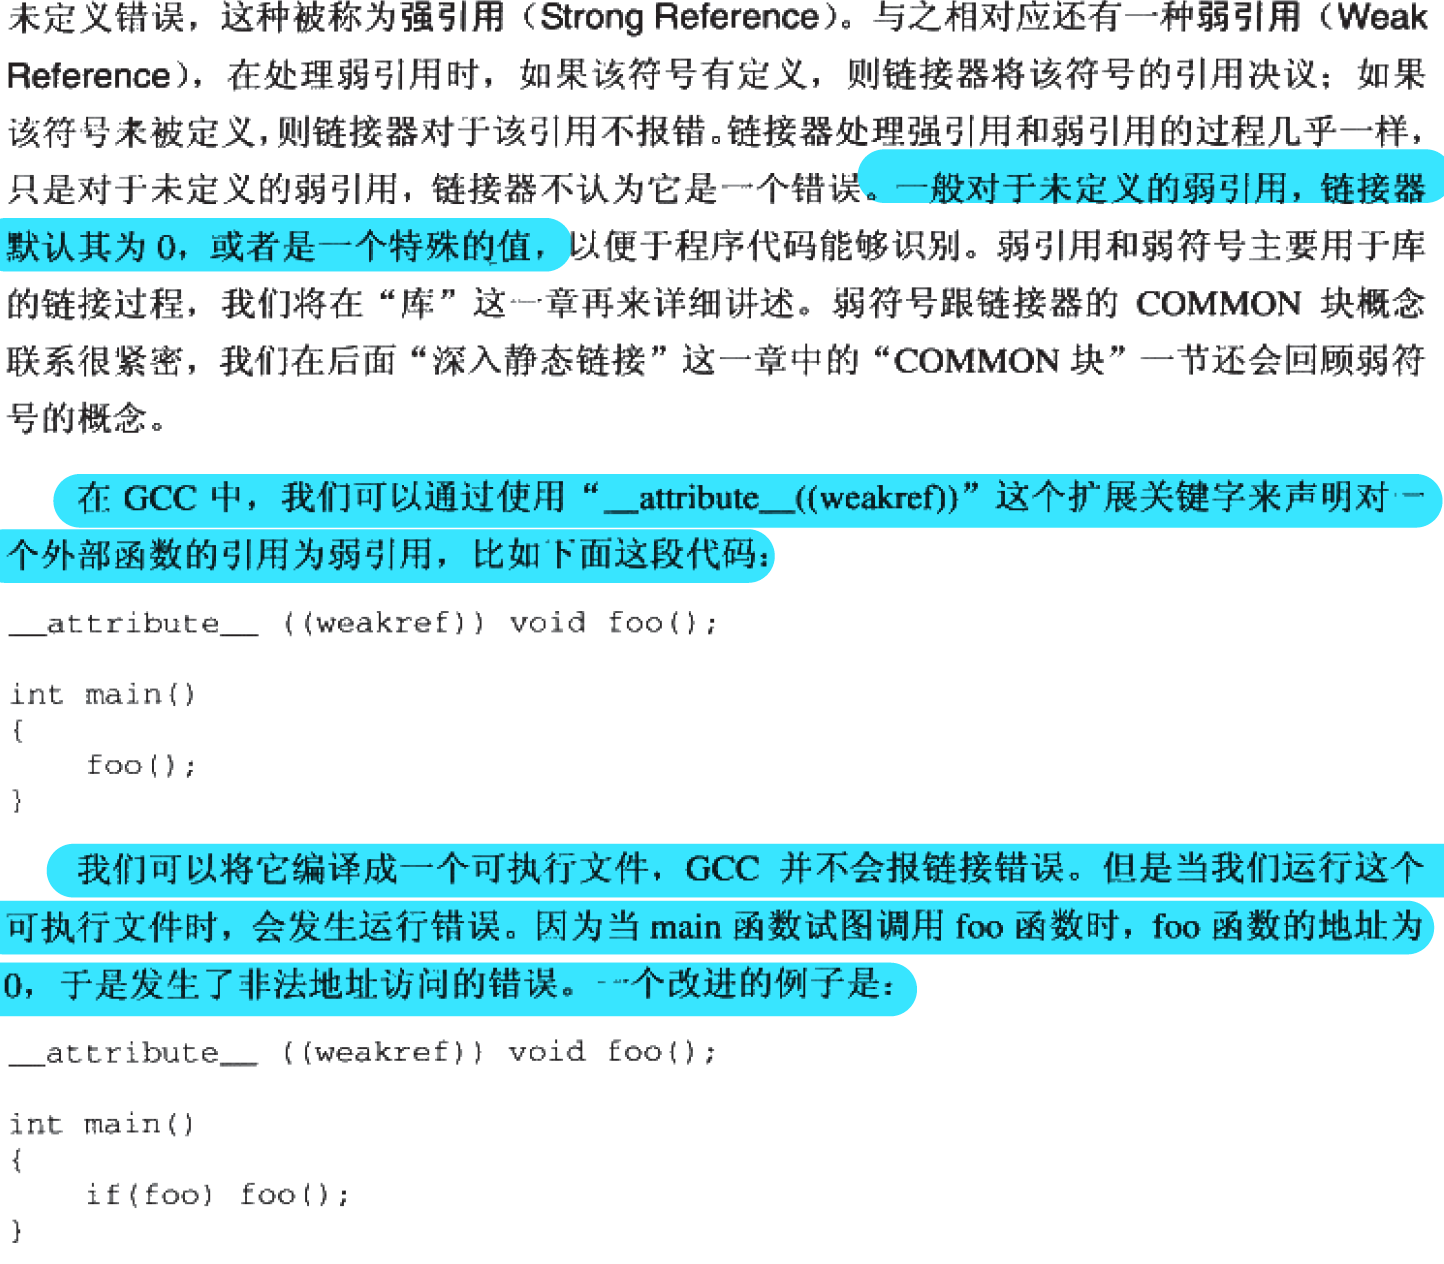 未定义错误，这种被称为强引用（Strong Reference）。与之相对应还有一种弱引用（Weak
Reference），在处理弱引用时，如果该符号有定义，则链接器将该符号的引用决议；如果
该符号未被定义，则链接器对于该引用不报错。链接器处理强引用和弱引用的过程几乎一样，
只是对于未定义的弱引用，链接器不认为它是一个错误。一般对于未定义的弱引用，链接器
默认其为 0，或者是一个特殊的值，以便于程序代码能够识别。弱引用和弱符号主要用于库
的链接过程，我们将在“库”这一章再来详细讲述。弱符号跟链接器的 COMMON 块概念
联系很紧密，我们在后面“深入静态链接”这一章中的“COMMON 块”一节还会回顾弱符
号的概念。
在 GCC 中，我们可以通过使用“__attribute__((weakref))”这个扩展关键字来声明对一
个外部函数的引用为弱引用，比如下面这段代码：
__attribute__ ((weakref)) void foo();
int main()
{
    foo();
}
我们可以将它编译成一个可执行文件，GCC 并不会报链接错误。但是当我们运行这个
可执行文件时，会发生运行错误。因为当 main 函数试图调用 foo 函数时，foo 函数的地址为
0，于是发生了非法地址访问的错误。一个改进的例子是：
__attribute__ ((weakref)) void foo();
int main()
{
    if(foo) foo();
}